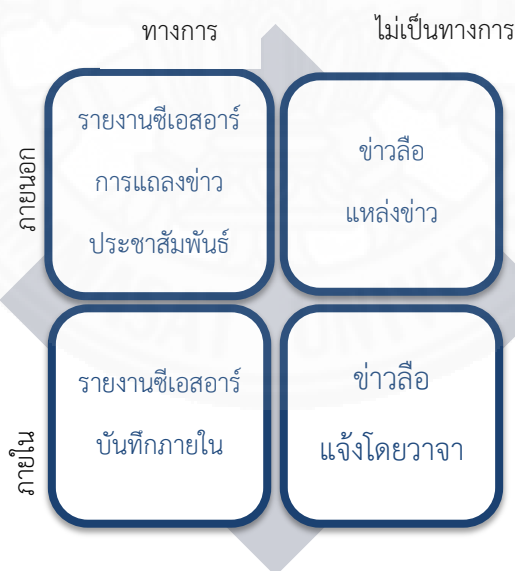 ทางการ
ไม่เป็นทางการ
ภายนอก
รายงานซีเอสอาร์
การแถลงข่าว
ประชาสัมพันธ์
ข่าวลือ
แหล่งข่าว
ภายใน
รายงานซีเอสอาร์
บันทึกภายใน
ข่าวลือ
แจ้งโดยวาจา